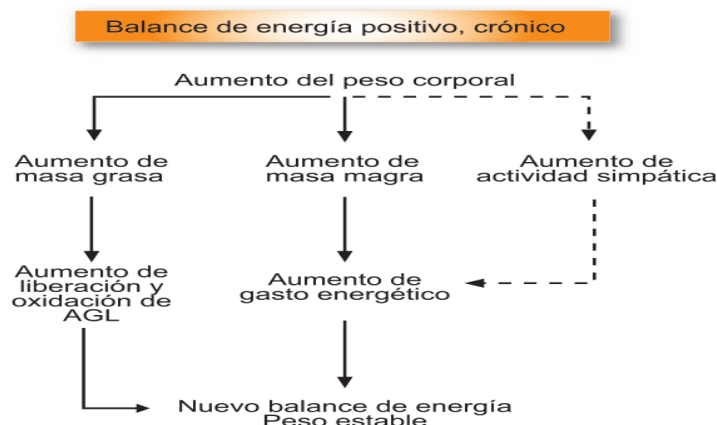 Balance de energía positivo, crónico
Aumento del peso corporal
Aumento de
masa grasa
Aumento de
masa magra
Aumento de
actividad simpática
Aumento de
liberación y
oxidación de
AGL
Aumento de
gasto energético
Nuevo balance de energía
Peso estable